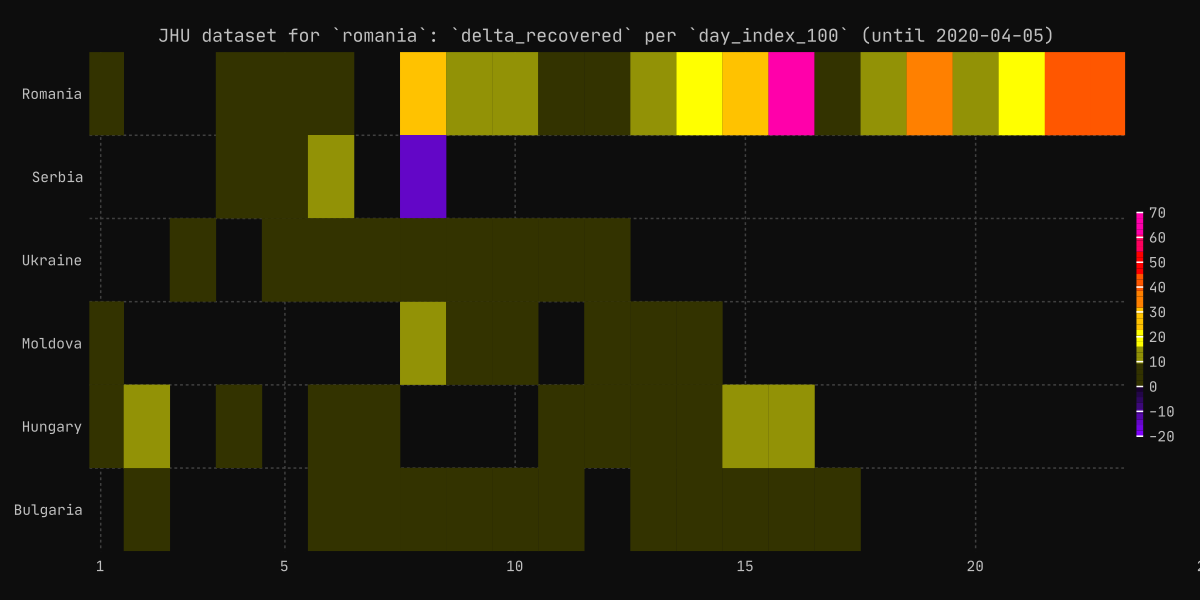 JHU dataset for `romania`: `delta_recovered` per `day_index_100` (until 2020-04-05)
Romania
Serbia
Ukraine
Moldova
Hungary
Bulgaria
70
60
50
40
30
20
10
0
-10
-20
1 5 10 15 20